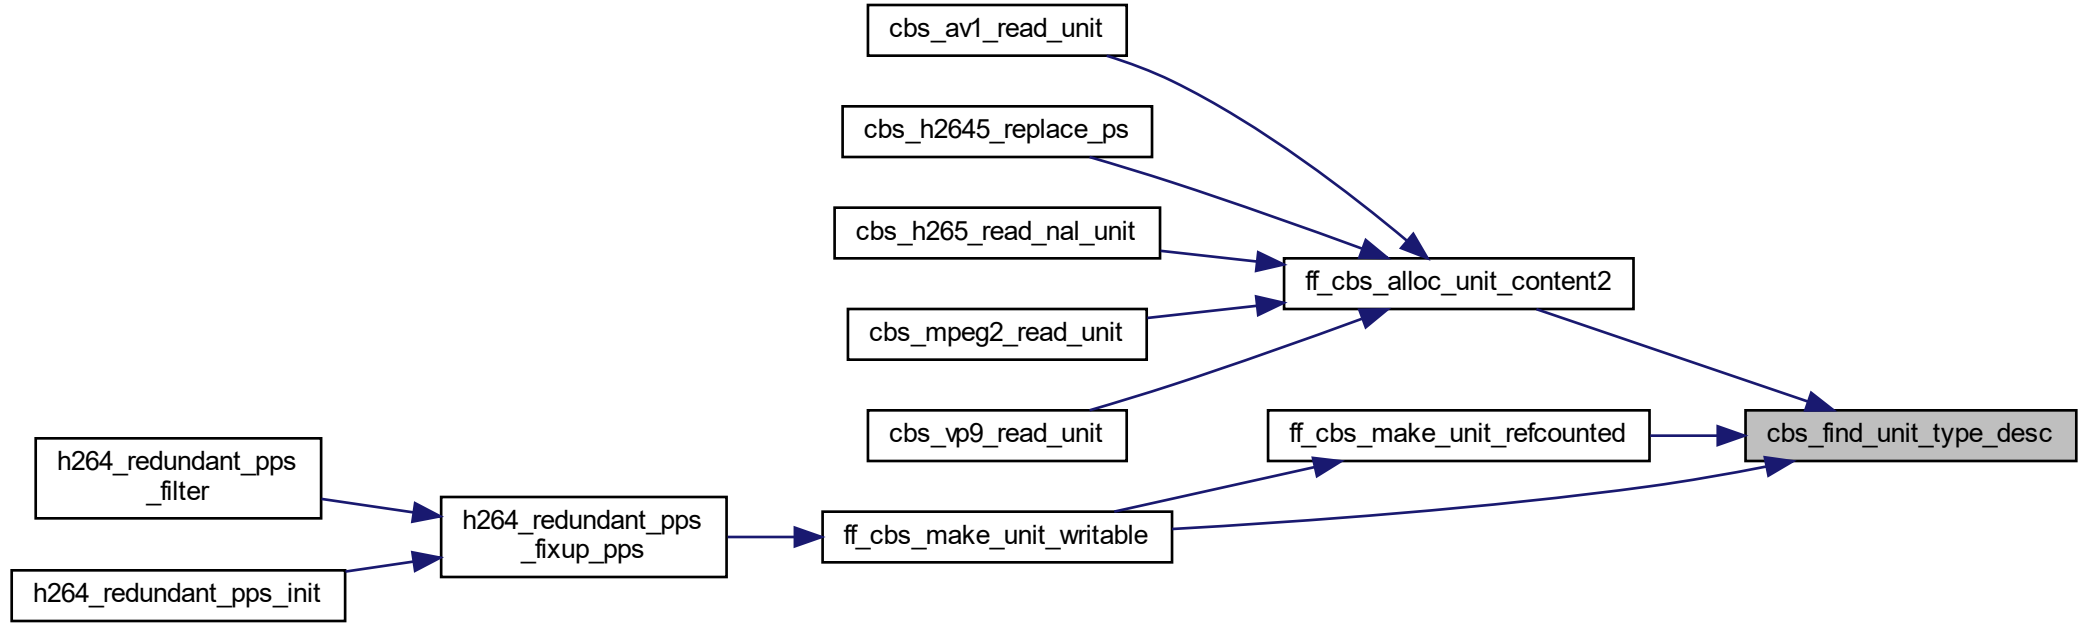 cbs_av1_read_unit
cbs_h2645_replace_ps
cbs_h265_read_nal_unit
ff_cbs_alloc_unit_content2
cbs_mpeg2_read_unit
cbs_vp9_read_unit
ff_cbs_make_unit_refcounted
cbs_find_unit_type_desc
h264_redundant_pps
_filter
h264_redundant_pps
_fixup_pps
ff_cbs_make_unit_writable
h264_redundant_pps_init